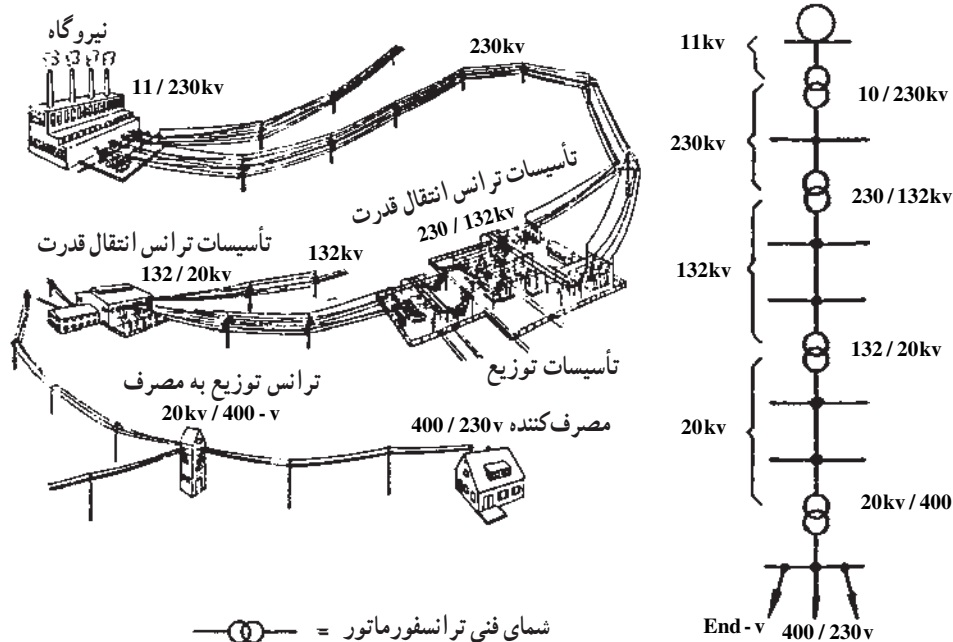 نیروگاه
11 / 230kv
230kv
تأسیسات ترانس انتقال قدرت
230 / 132kv
تأسیسات ترانس انتقال قدرت
132 / 20kv
132kv
تأسیسات توزیع
ترانس توزیع به مصرف
20kv / 400 - v
مصرف‌کننده 400 / 230v
شمای فنی ترانسفورماتور =
11kv
10 / 230kv
230kv
230 / 132kv
132kv
132 / 20kv
20kv
20kv / 400
End - v
400 / 230v